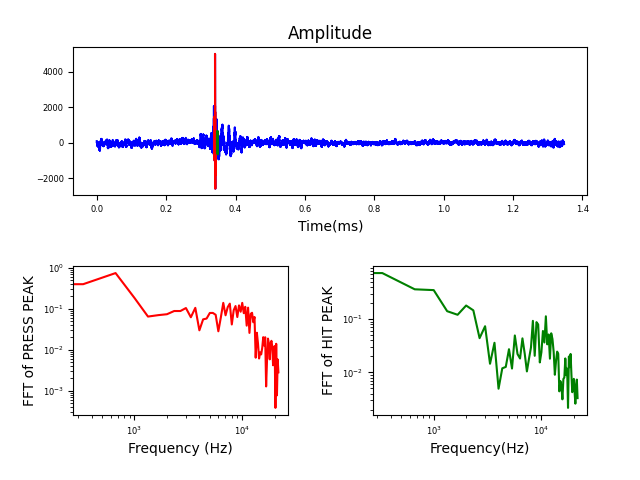 Amplitude
4000
2000
0
−2000
0.0 0.2 0.4 0.6 0.8 1.0 1.2 1.4
Time(ms)
FFT of PRESS PEAK
10⁰
10⁻¹
10⁻²
10⁻³
10³ 10⁴
Frequency (Hz)
FFT of HIT PEAK
10⁻¹
10⁻²
10³ 10⁴
Frequency(Hz)